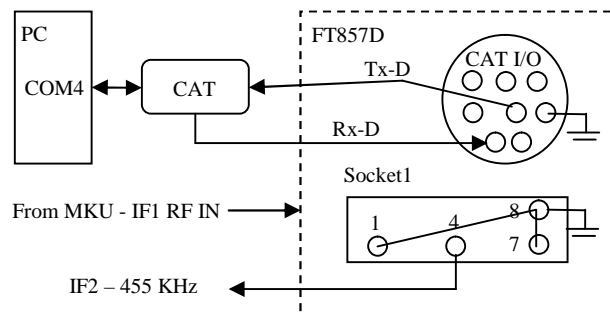 PC
FT857D
CAT I/O
Tx-D
COM4
CAT
Rx-D
Socket1
From MKU - IF1 RF IN
1
4
8
7
IF2 – 455 KHz